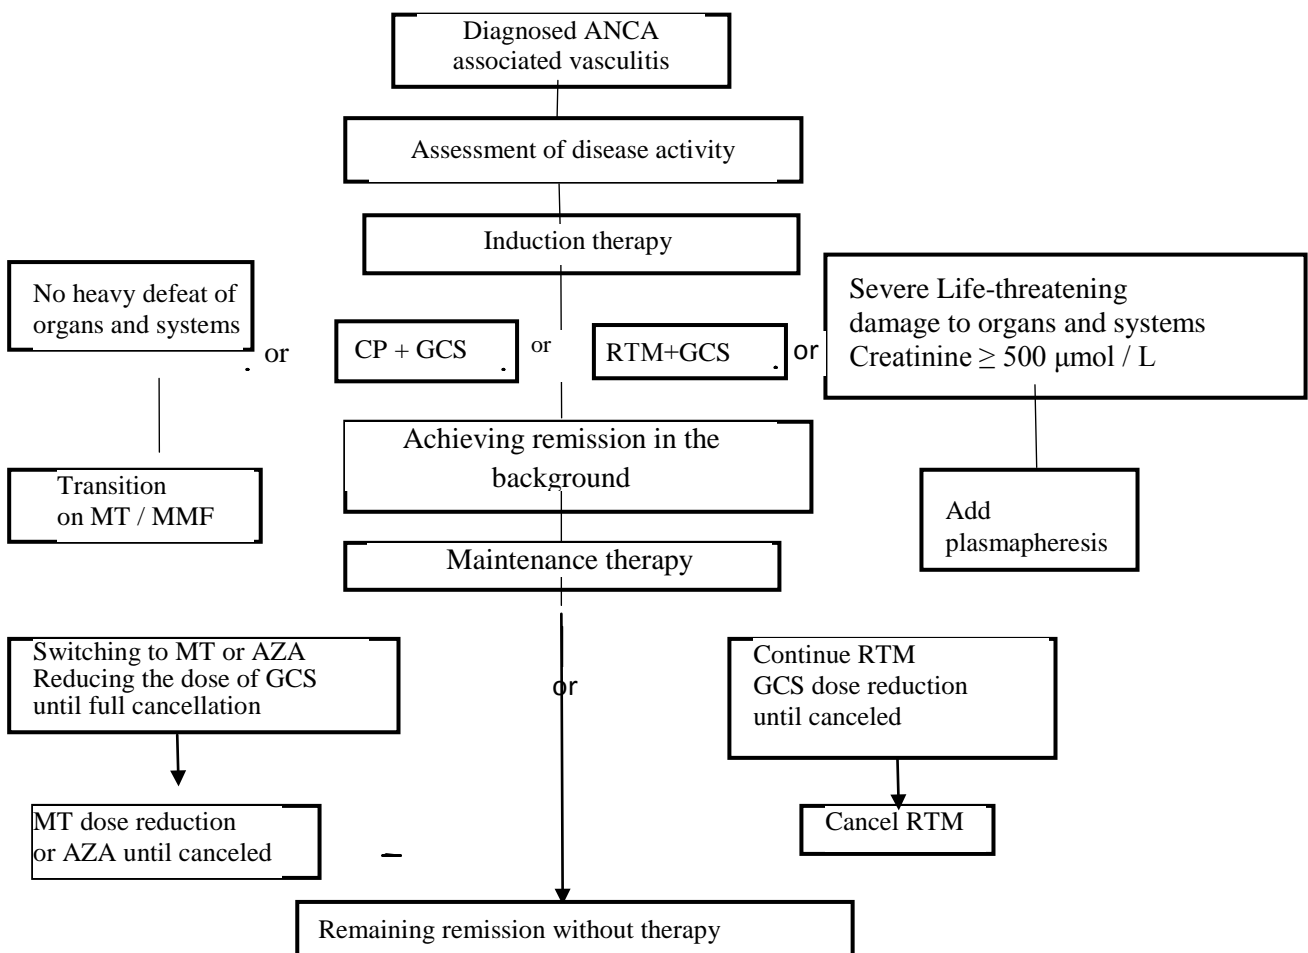 Diagnosed ANCA
associated vasculitis
Assessment of disease activity
Induction therapy
No heavy defeat of
organs and systems
or
CP + GCS
or
RTM+GCS
or
Severe Life-threatening
damage to organs and systems
Creatinine ≥ 500 μmol / L
Achieving remission in the
background
Transition
on MT / MMF
Add
plasmapheresis
Maintenance therapy
Switching to MT or AZA
Reducing the dose of GCS
until full cancellation
or
Continue RTM
GCS dose reduction
until canceled
MT dose reduction
or AZA until canceled
Cancel RTM
Remaining remission without therapy